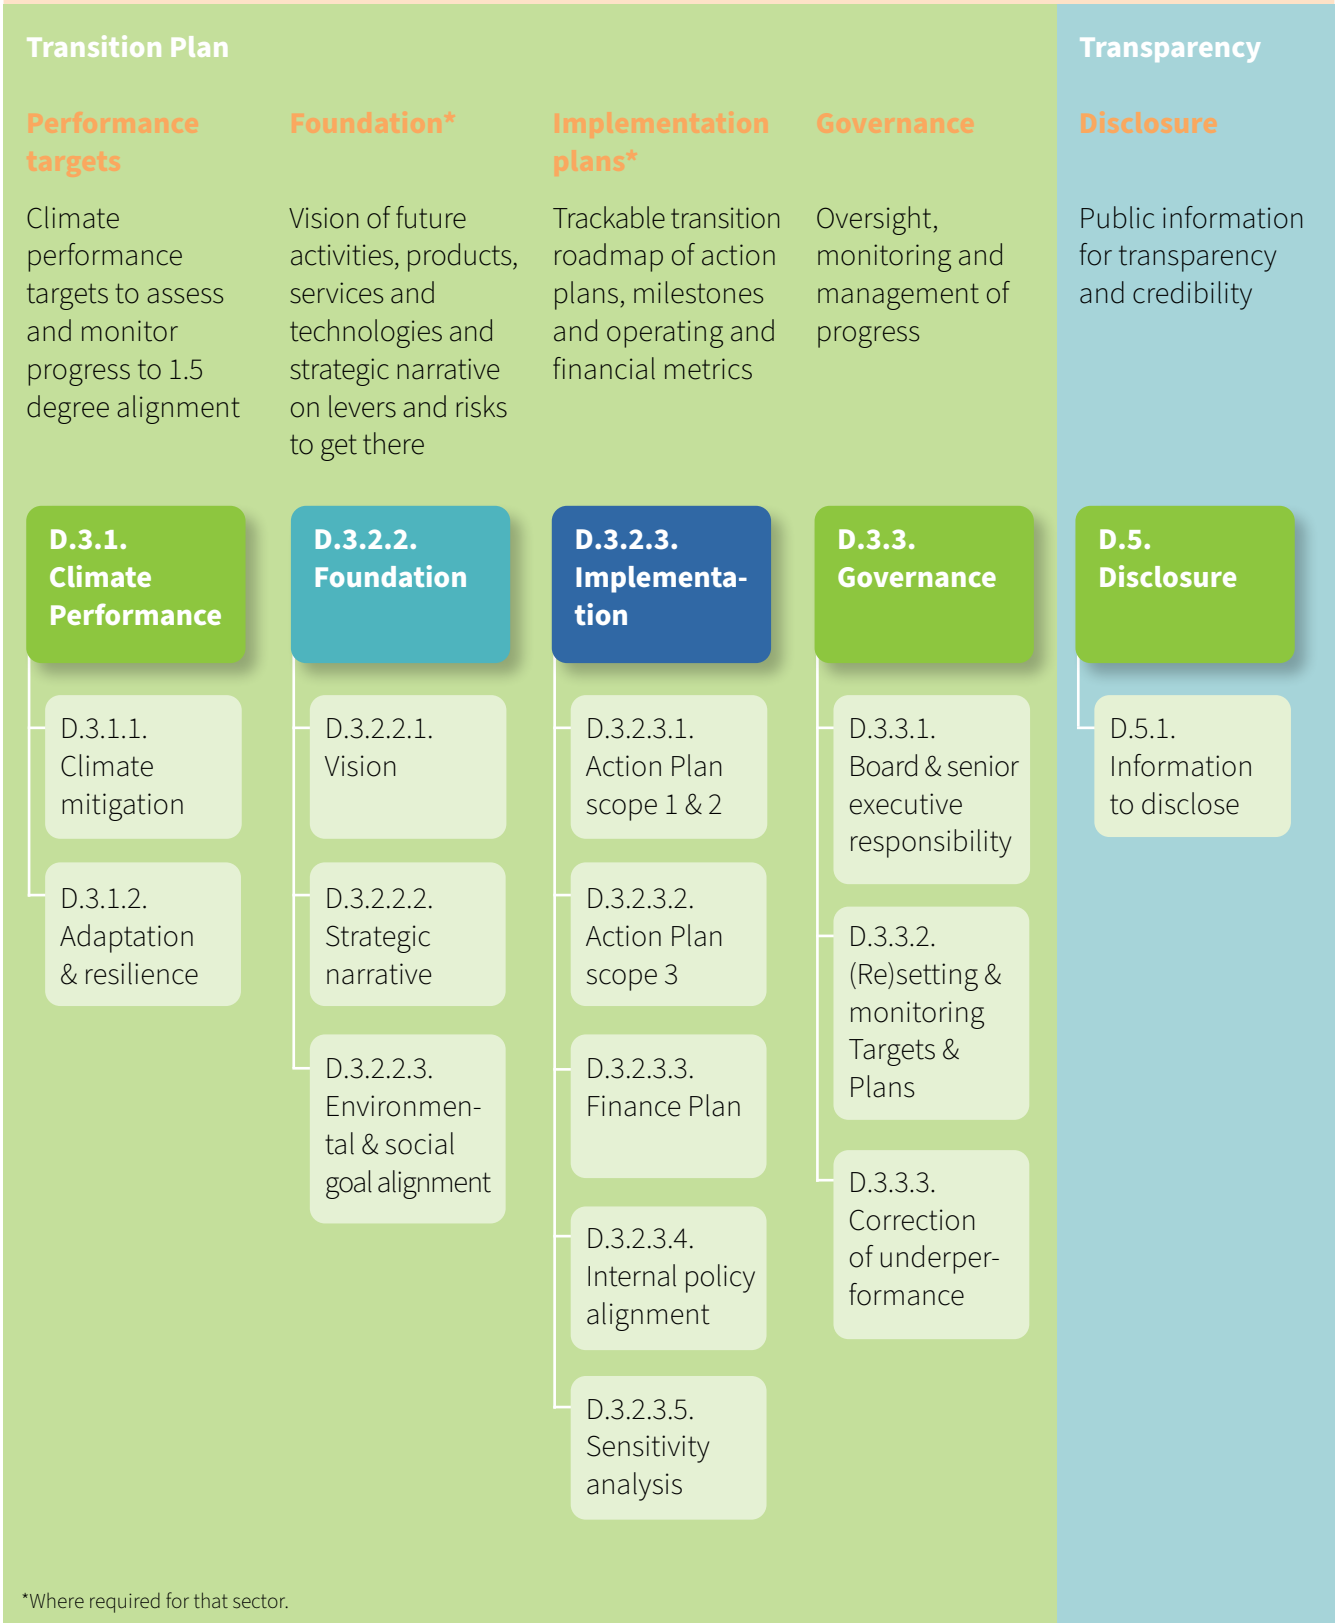 Transition Plan
Transparency
Performance
targets
Climate
performance
targets to assess
and monitor
progress to 1.5
degree alignment
Foundation*
Vision of future
activities, products,
services and
technologies and
strategic narrative
on levers and risks
to get there
Implementation
plans*
Trackable transition
roadmap of action
plans, milestones
and operating and
financial metrics
Governance
Oversight,
monitoring and
management of
progress
Disclosure
Public information
for transparency
and credibility
D.3.1.
Climate
Performance
D.3.1.1.
Climate
mitigation
D.3.1.2.
Adaptation
& resilience
D.3.2.2.
Foundation
D.3.2.2.1.
Vision
D.3.2.2.2.
Strategic
narrative
D.3.2.2.3.
Environmen-
tal & social
goal alignment
D.3.2.3.
Implementa-
tion
D.3.2.3.1.
Action Plan
scope 1 & 2
D.3.2.3.2.
Action Plan
scope 3
D.3.2.3.3.
Finance Plan
D.3.2.3.4.
Internal policy
alignment
D.3.2.3.5.
Sensitivity
analysis
D.3.3.
Governance
D.3.3.1.
Board & senior
executive
responsibility
D.3.3.2.
(Re)setting &
monitoring
Targets &
Plans
D.3.3.3.
Correction
of underper-
formance
D.5.
Disclosure
D.5.1.
Information
to disclose
*Where required for that sector.